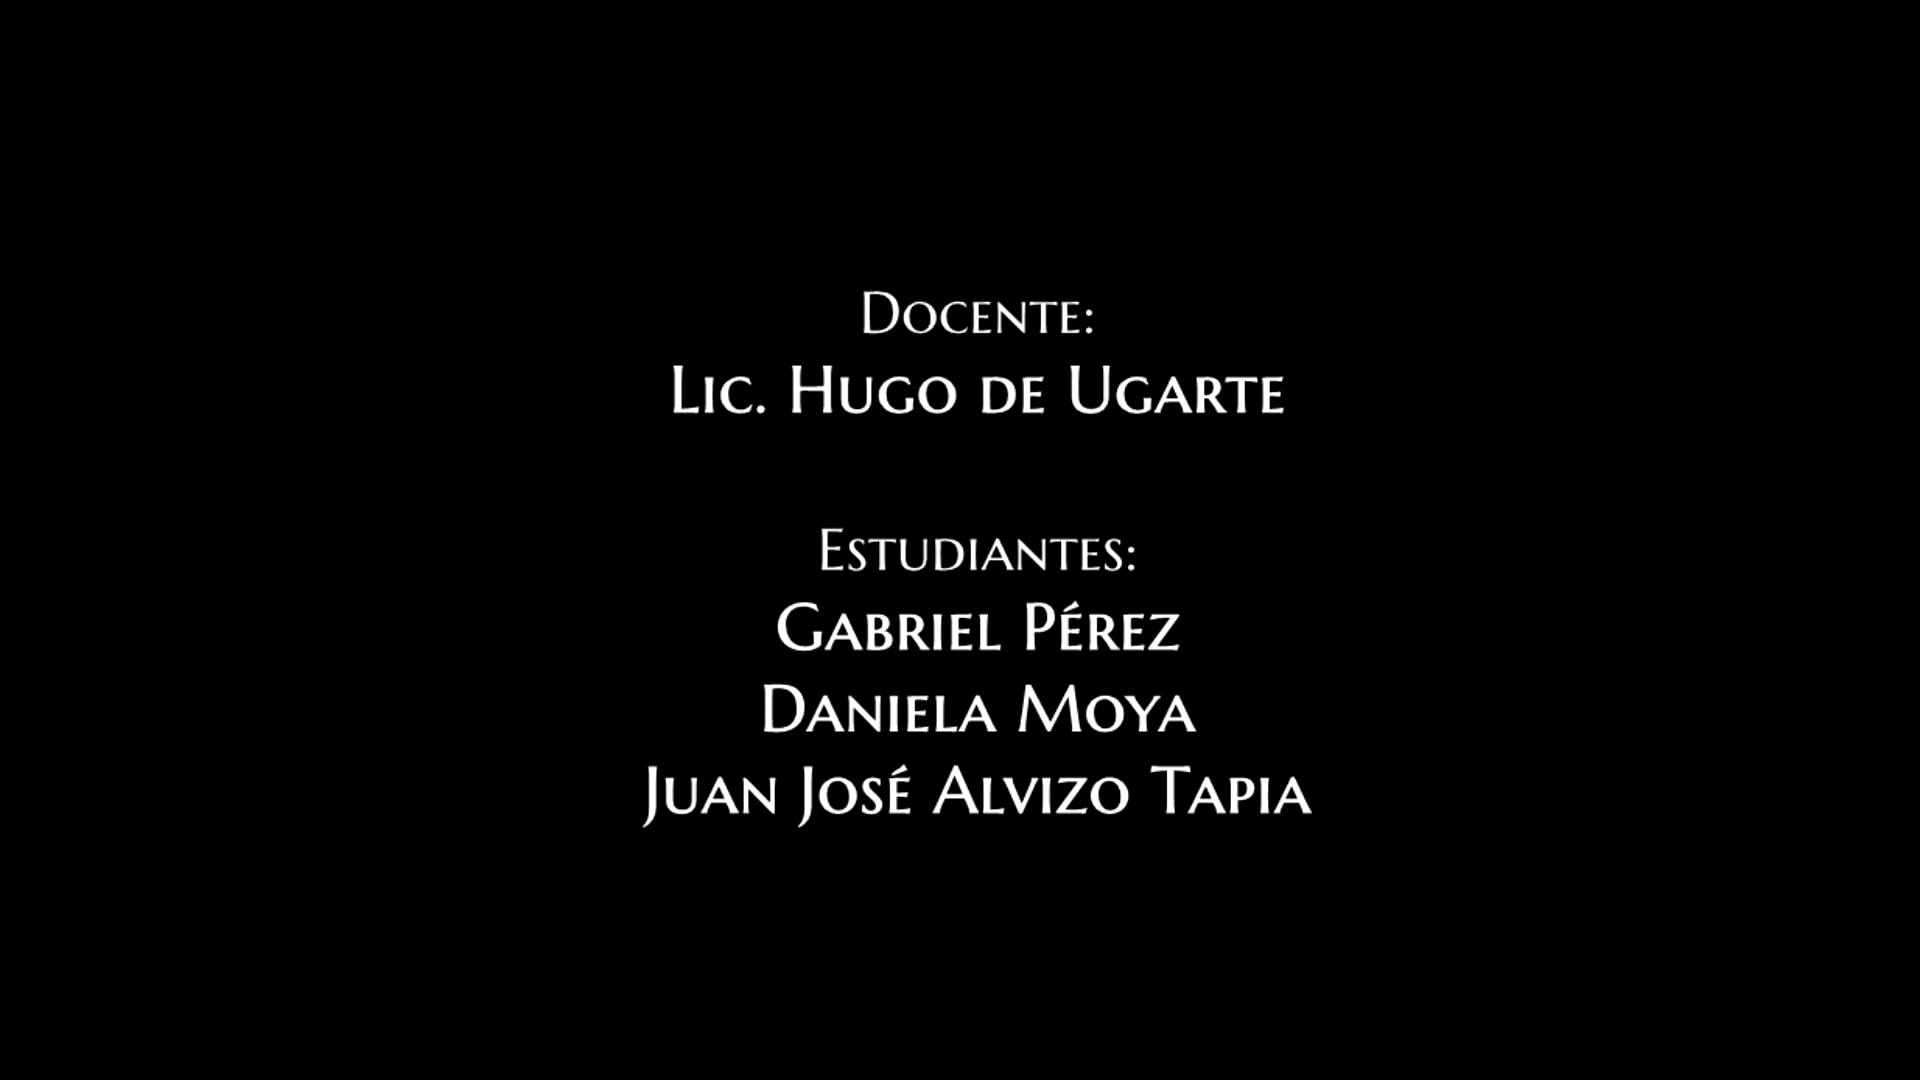 Docente:
Lic. Hugo de Ugarte
Estudiantes:
Gabriel Pérez
Daniela Moya
Juan José Alvizo Tapia